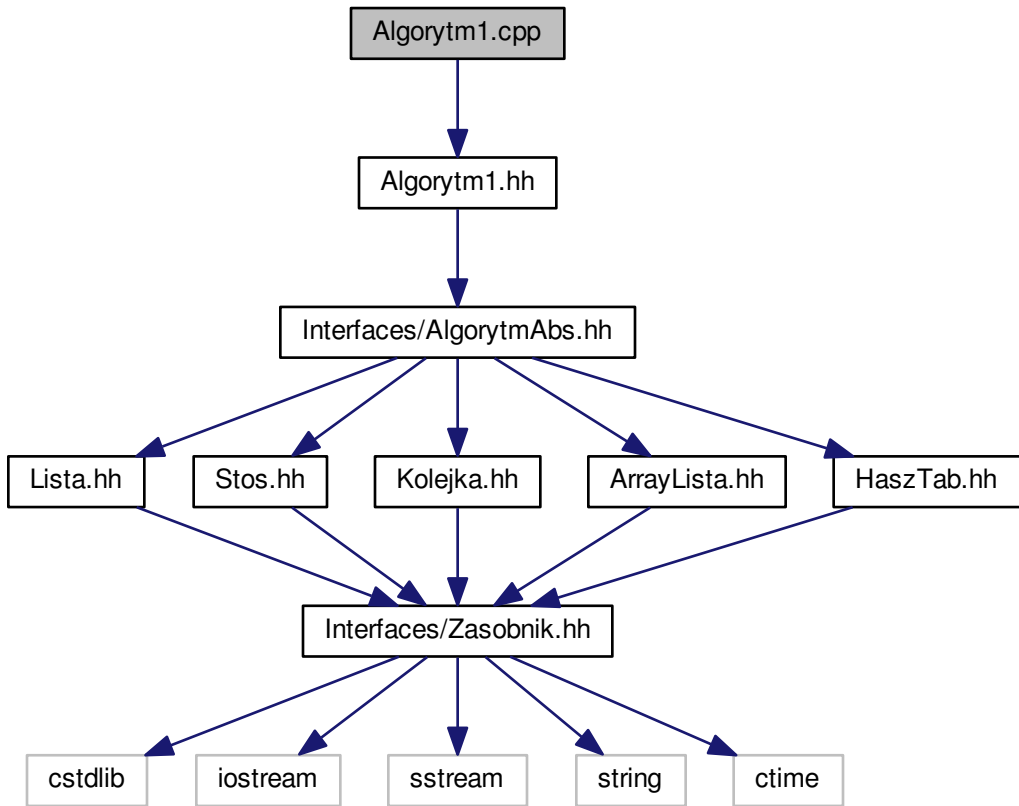 Algorytm1.cpp
Algorytm1.hh
Interfaces/AlgorytmAbs.hh
Lista.hh
Stos.hh
Kolejka.hh
ArrayLista.hh
HaszTab.hh
Interfaces/Zasobnik.hh
cstdlib
iostream
sstream
string
ctime